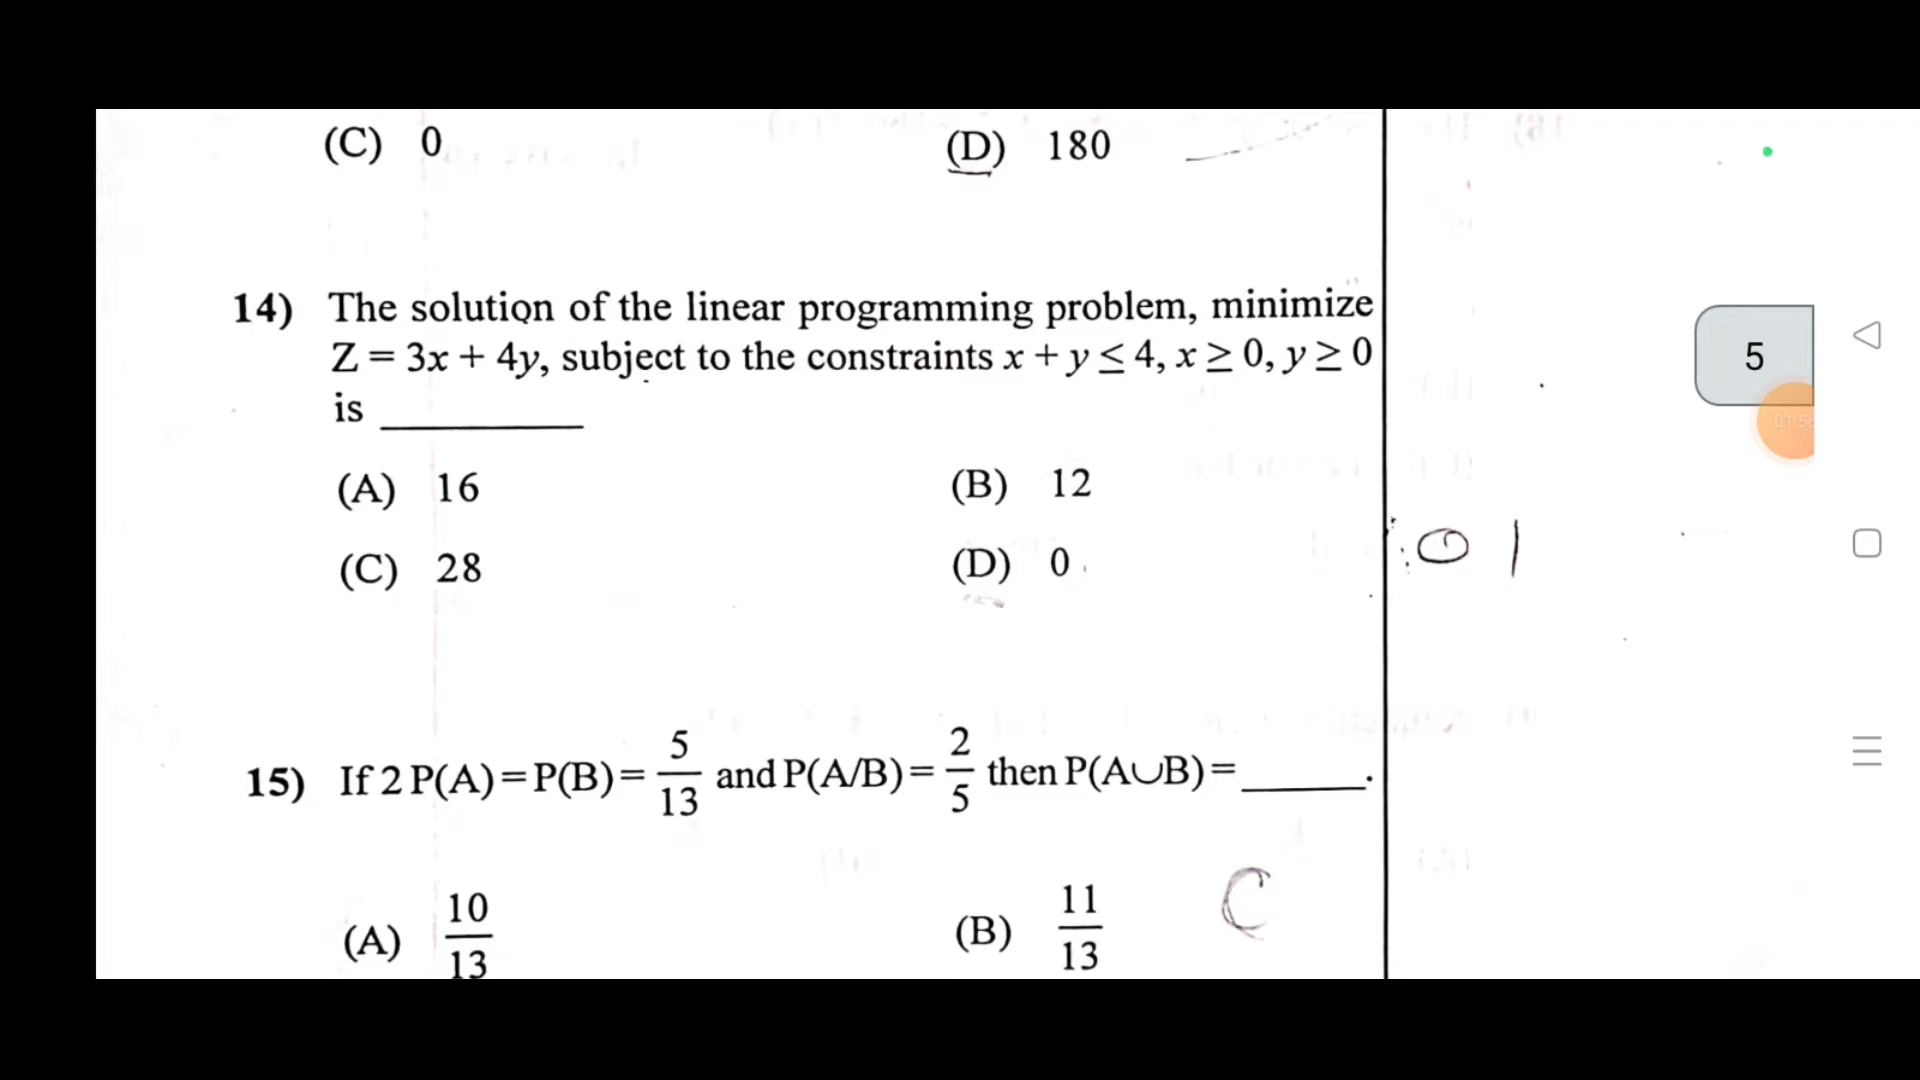 (C) 0 (D) 180
14) The solution of the linear programming problem, minimize
Z = 3x + 4y, subject to the constraints x + y ≤ 4, x ≥ 0, y ≥ 0
is ________
(A) 16 (B) 12
(C) 28 (D) 0
5
0 1
15) If 2 P(A) = P(B) = 5/13 and P(A/B) = 2/5 then P(A∪B) = ______.
C
(A) 10/13 (B) 11/13